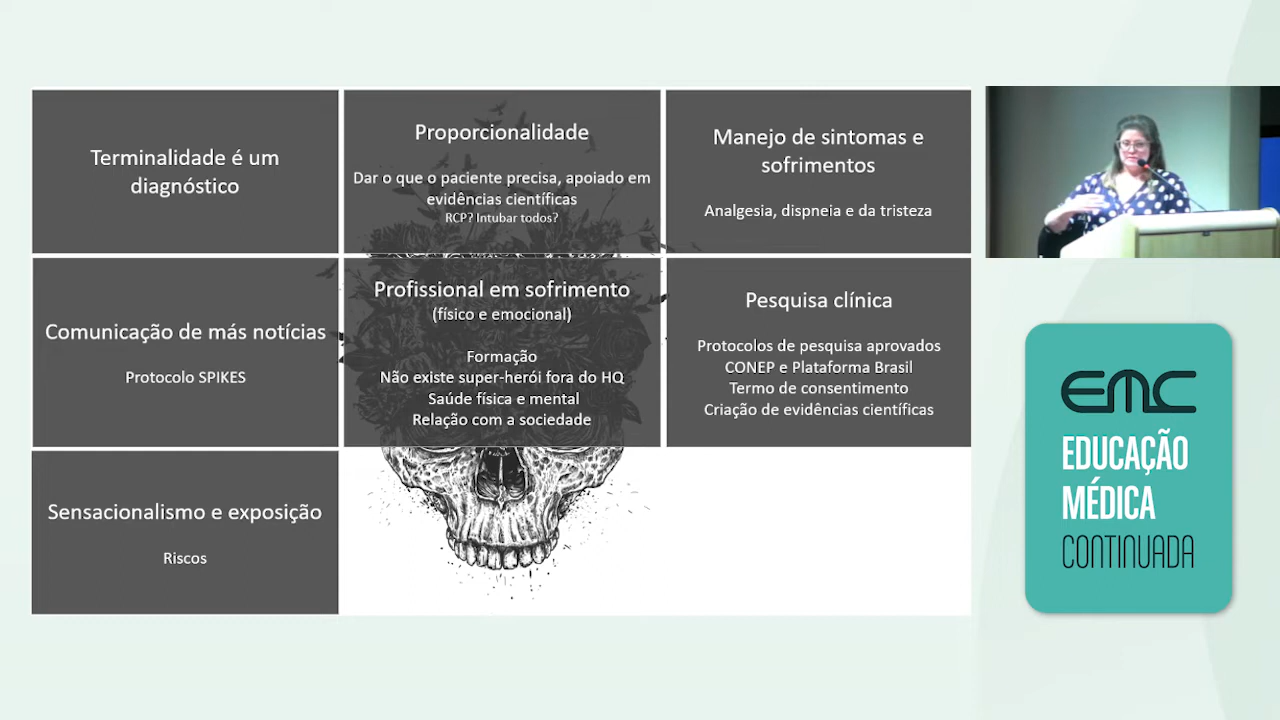 Terminalidade é um
diagnóstico
Proporcionalidade
Dar o que o paciente precisa, apoiado em
evidências científicas
RCP? Intubar todos?
Manejo de sintomas e
sofrimentos
Analgesia, dispneia e da tristeza
Comunicação de más notícias
Protocolo SPIKES
Profissional em sofrimento
(físico e emocional)
Formação
Não existe super-herói fora do HQ
Saúde física e mental
Relação com a sociedade
Pesquisa clínica
Protocolos de pesquisa aprovados
CONEP e Plataforma Brasil
Termo de consentimento
Criação de evidências científicas
Sensacionalismo e exposição
Riscos
EMC
EDUCAÇÃO
MÉDICA
CONTINUADA